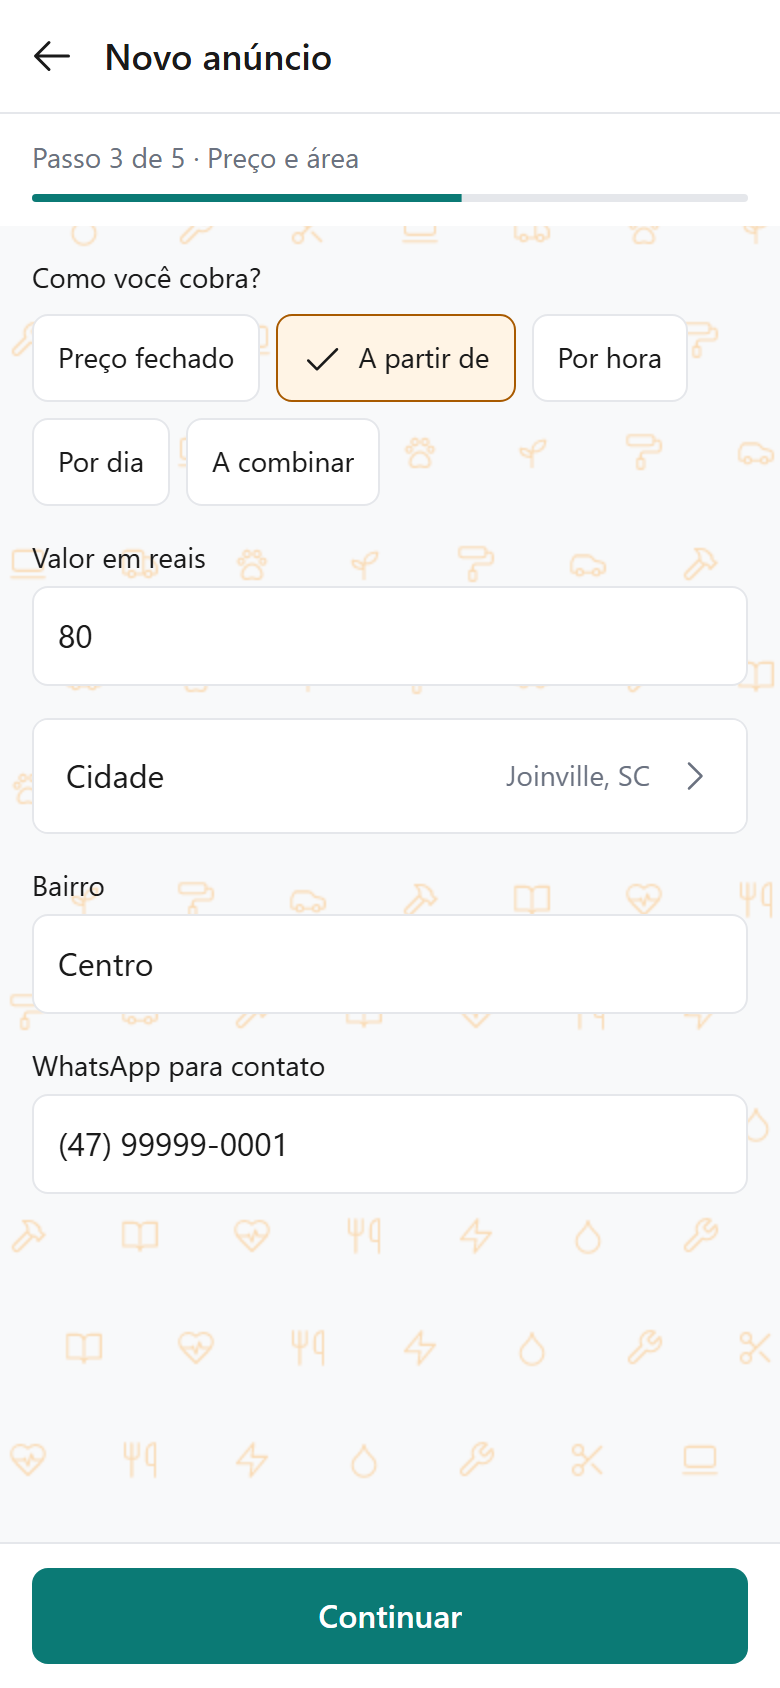 Novo anúncio
Passo 3 de 5 · Preço e área
Como você cobra?
Preço fechado
A partir de
Por hora
Por dia
A combinar
Valor em reais
80
Cidade
Joinville, SC
Bairro
Centro
WhatsApp para contato
(47) 99999-0001
Continuar